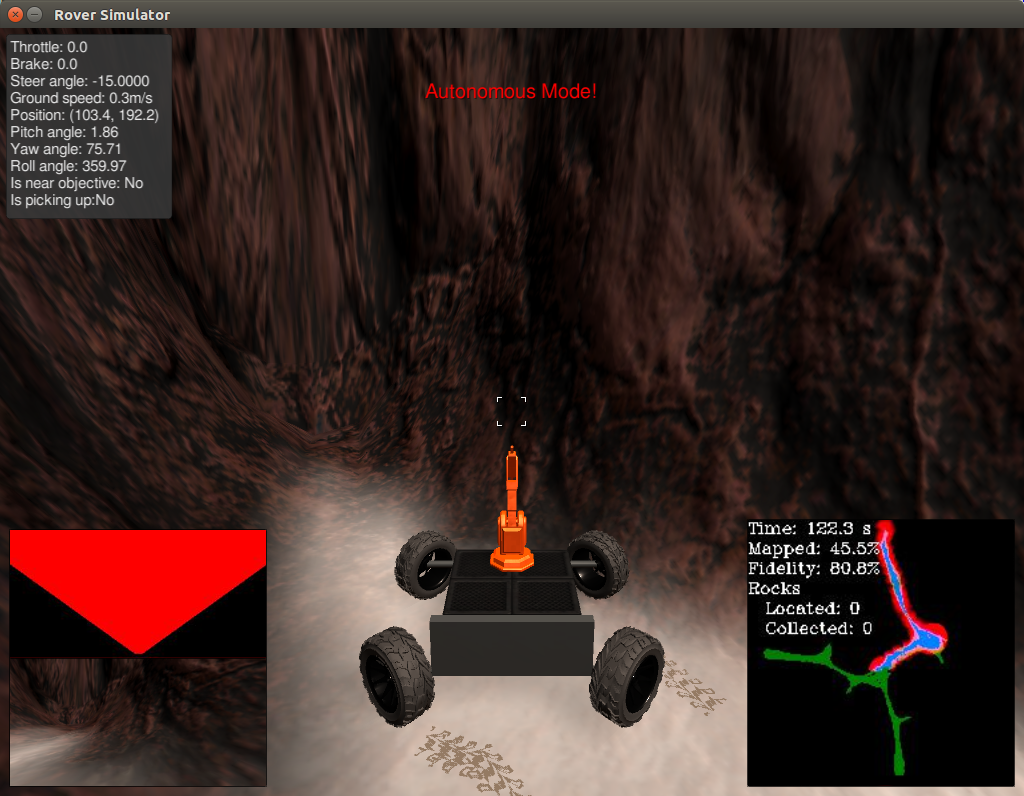 Rover Simulator
Throttle: 0.0
Brake: 0.0
Steer angle: -15.0000
Ground speed: 0.3m/s
Position: (103.4, 192.2)
Pitch angle: 1.86
Yaw angle: 75.71
Roll angle: 359.97
Is near objective: No
Is picking up:No
Autonomous Mode!
Time: 122.3 s
Mapped: 45.5%
Fidelity: 80.8%
Rocks
Located: 0
Collected: 0